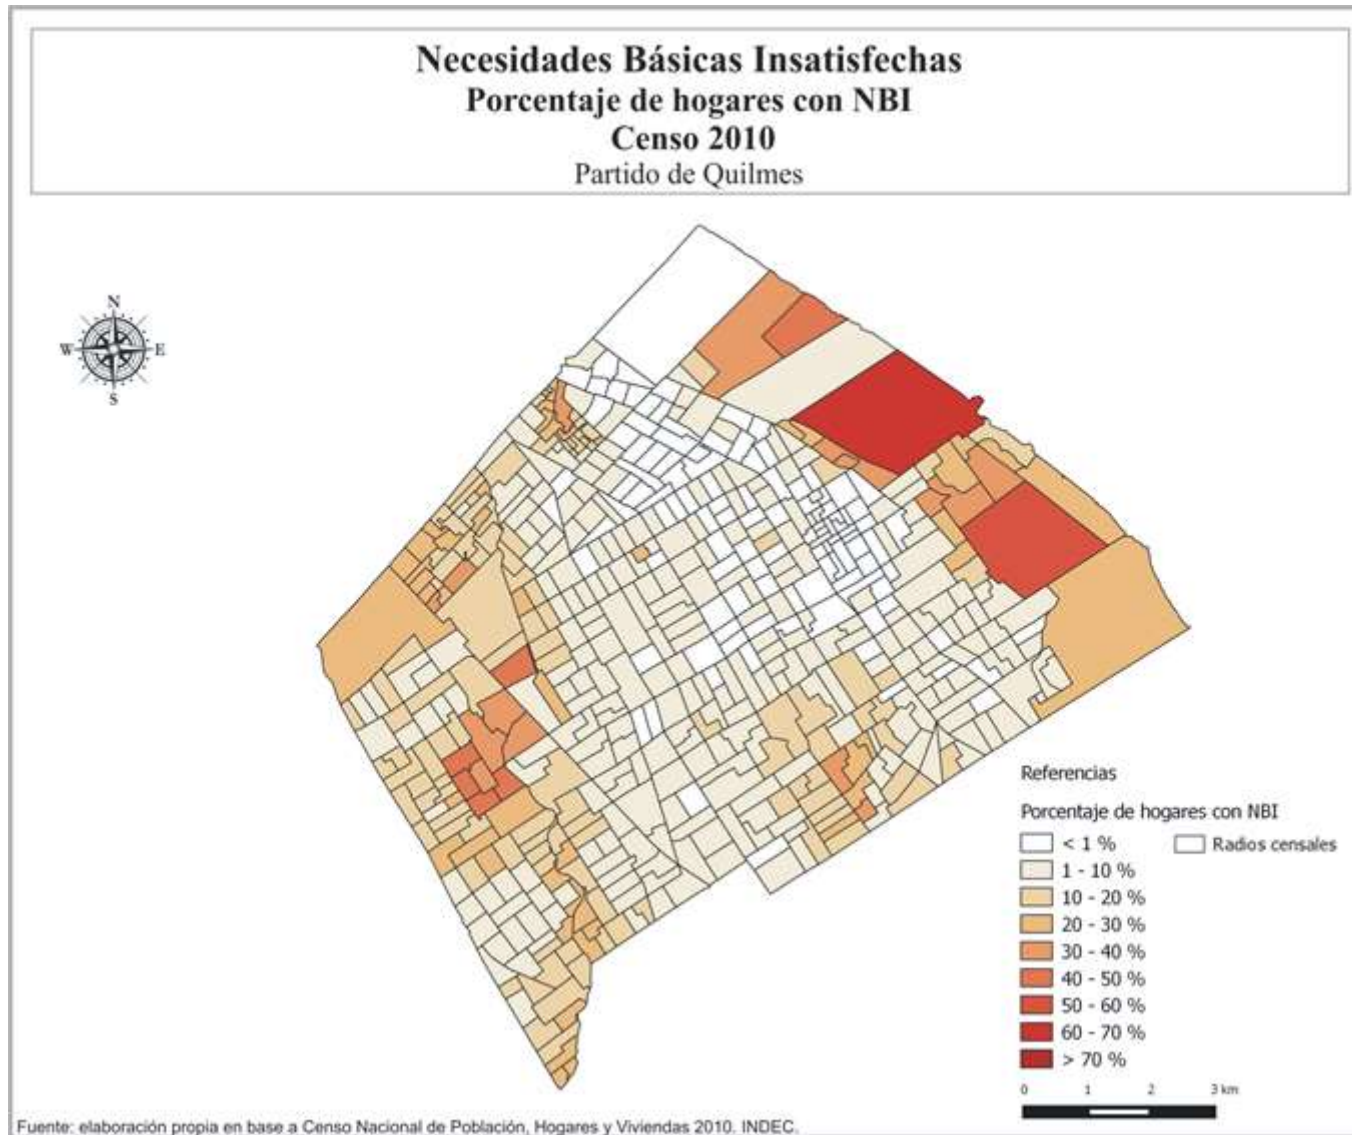 Necesidades Básicas Insatisfechas
Porcentaje de hogares con NBI
Censo 2010
Partido de Quilmes
N
W E
S
Referencias
Porcentaje de hogares con NBI
< 1 % Radios censales
1 - 10 %
10 - 20 %
20 - 30 %
30 - 40 %
40 - 50 %
50 - 60 %
60 - 70 %
> 70 %
0 1 2 3 km
Fuente: elaboración propia en base a Censo Nacional de Población, Hogares y Viviendas 2010. INDEC.